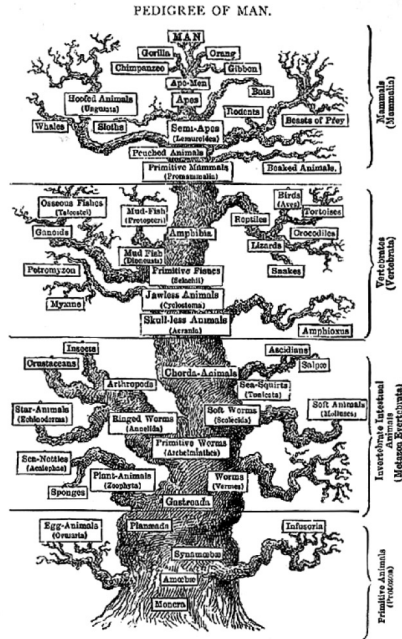 PEDIGREE OF MAN.
MAN
Gorilla
Orang
Chimpanzee
Gibbon
Ape-Men
Bats
Apes
Hoofed Animals
(Ungulata)
Rodents
Whales
Sloths
Semi-Apes
(Lemuroidea)
Beasts of Prey
Pouched Animals
Primitive Mammals
(Promammalia)
Beaked Animals.
Mammals
(Mammalia)
Osseous Fishes
(Teleostei)
Mud-Fish
(Protopteri)
Birds
(Aves)
Tortoises
Ganoids
Amphibia
Reptiles
Crocodiles
Lizards
Mud Fish
(Dipneusta)
Petromyzon
Primitive Fishes
(Selachii)
Snakes
Myxine
Jawless Animals
(Cyclostoma)
Skull-less Animals
(Acrania)
Amphioxus
Vertebrates
(Vertebrata)
Insects
Ascidians
Crustaceans
Chorda-Animals
Salpæ
Arthropods
Sea-Squirts
(Tunicata)
Star-Animals
(Echinoderma)
Ringed Worms
(Annelida)
Soft Worms
(Scolecida)
Soft Animals
(Mollusca)
Primitive Worms
(Archelminthes)
Sea-Nettles
(Acalephae)
Plant-Animals
(Zoophyta)
Worms
(Vermes)
Sponges
Gastreada
Invertebrate Intestinal
Animals
(Metazoa Evertebrata)
Egg-Animals
(Ovularia)
Planæada
Infusoria
Synamœbæ
Amœbæ
Monera
Primitive Animals
(Protozoa)